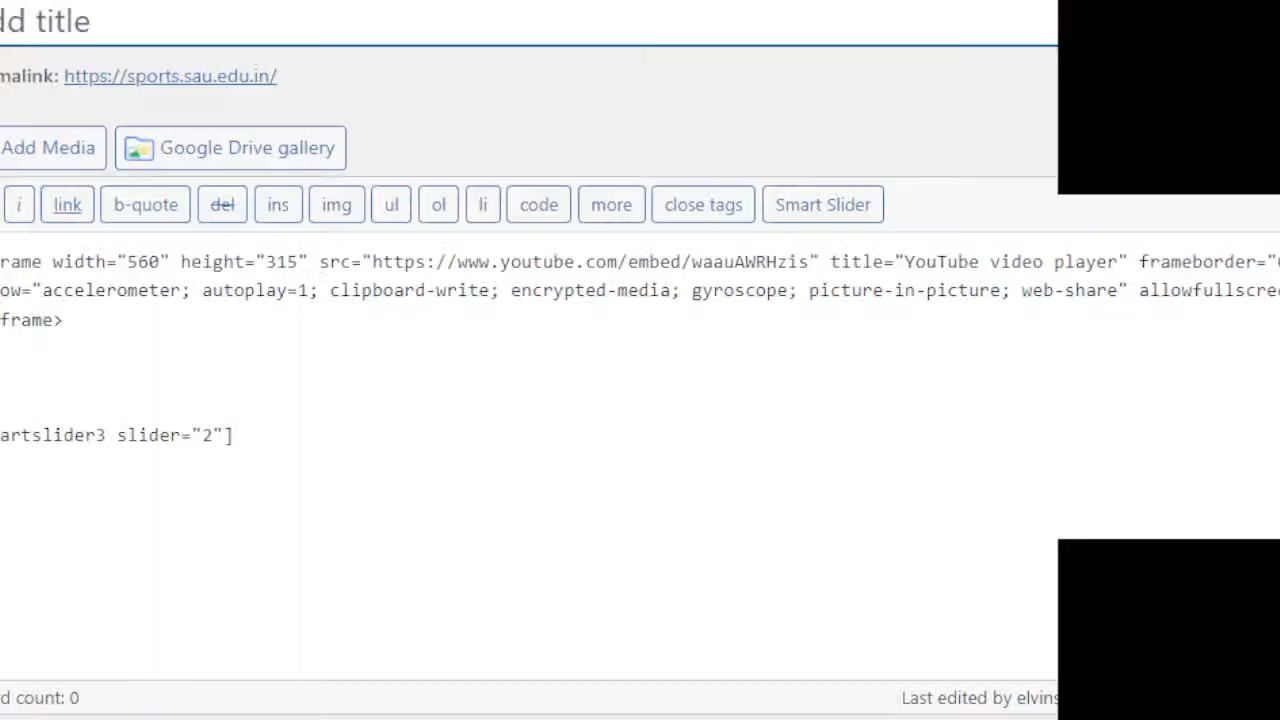 dd title
malink: https://sports.sau.edu.in/
Add Media Google Drive gallery
i link b-quote del ins img ul ol li code more close tags Smart Slider
rame width="560" height="315" src="https://www.youtube.com/embed/waauAWRHzis" title="YouTube video player" frameborder="
ow="accelerometer; autoplay=1; clipboard-write; encrypted-media; gyroscope; picture-in-picture; web-share" allowfullscre
frame>
artslider3 slider="2"]
d count: 0 Last edited by elvins